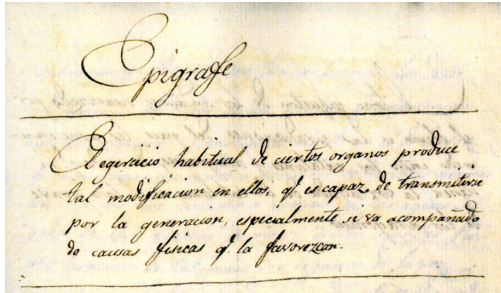 Epigrafe
El egercicio habitual de ciertos organos produce
tal modificacion en ellos, q.e es capaz de transmitirse
por la generacion, especialmente si va acompañado
de causas fisicas q.e la favorezcan.